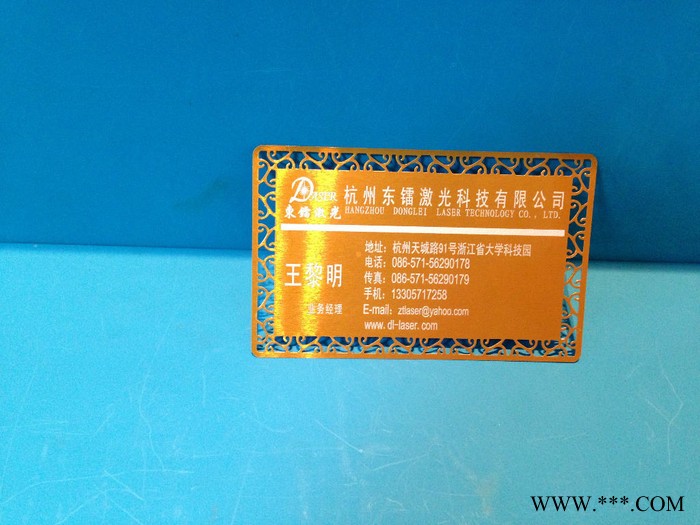 LASER
東鐳激光
杭州东镭激光科技有限公司
HANGZHOU DONGLEI LASER TECHNOLOGY CO., LTD.
地址：杭州天城路91号浙江省大学科技园
电话：086-571-56290178
传真：086-571-56290179
手机：13305717258
E-mail：ztlaser@yahoo.com
www.dl-laser.com
王黎明
业务经理
WWW.***.COM